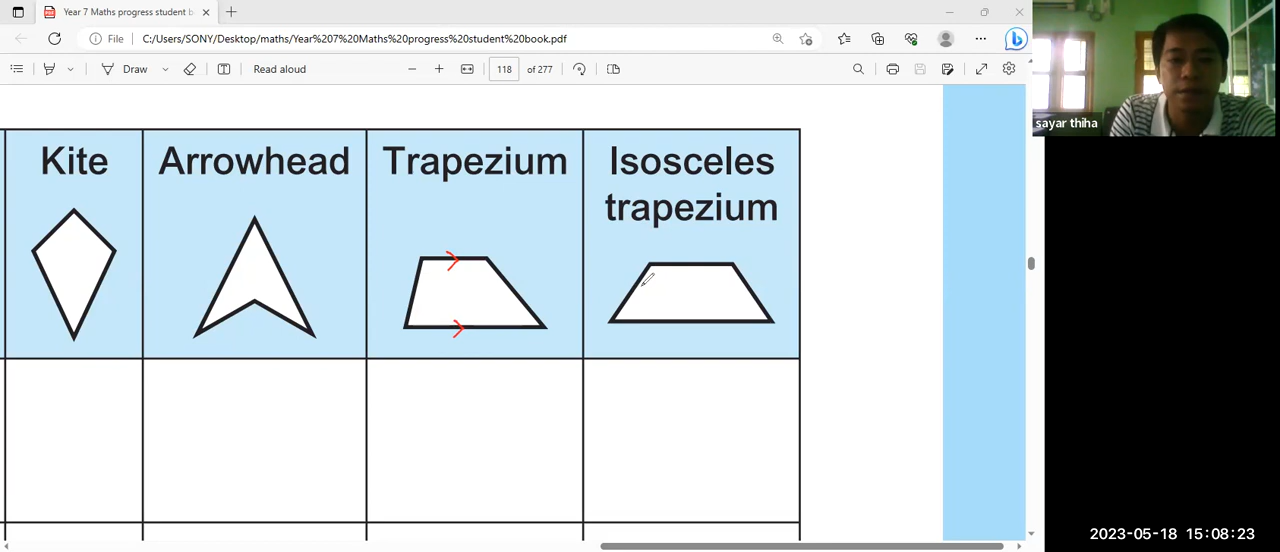 Year 7 Maths progress student b
File
C:/Users/SONY/Desktop/maths/Year%207%20Maths%20progress%20student%20book.pdf
Draw
Read aloud
118 of 277
sayar thiha
Kite
Arrowhead
Trapezium
Isosceles
trapezium
2023-05-18 15:08:23